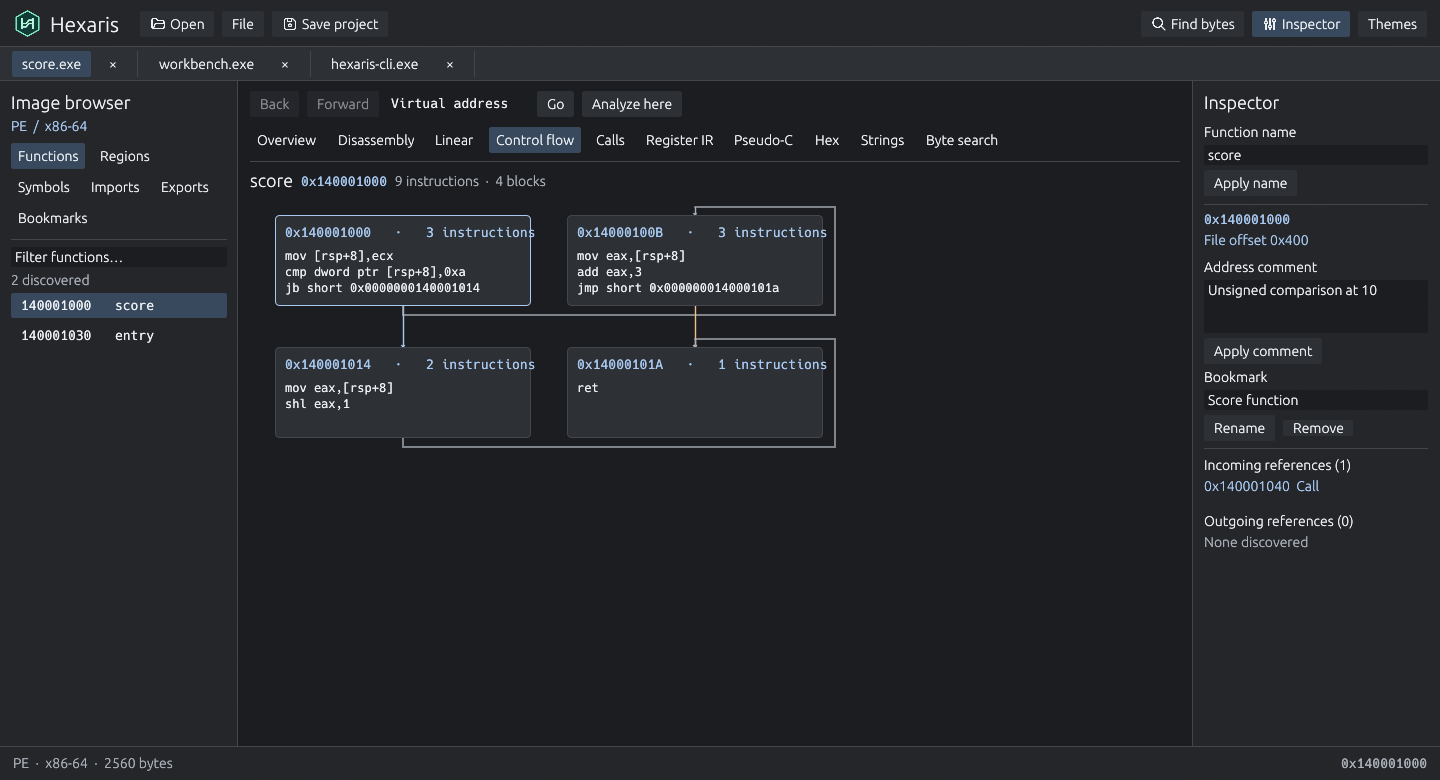 Hexaris Open File Save project Find bytes Inspector Themes
score.exe × workbench.exe × hexaris-cli.exe ×
Image browser
PE / x86-64
Functions Regions
Symbols Imports Exports
Bookmarks
Filter functions…
2 discovered
140001000 score
140001030 entry
Back Forward Virtual address Go Analyze here
Overview Disassembly Linear Control flow Calls Register IR Pseudo-C Hex Strings Byte search
score 0x140001000 9 instructions · 4 blocks
0x140001000 · 3 instructions
mov [rsp+8],ecx
cmp dword ptr [rsp+8],0xa
jb short 0x0000000140001014
0x14000100B · 3 instructions
mov eax,[rsp+8]
add eax,3
jmp short 0x000000014000101a
0x140001014 · 2 instructions
mov eax,[rsp+8]
shl eax,1
0x14000101A · 1 instructions
ret
Inspector
Function name
score
Apply name
0x140001000
File offset 0x400
Address comment
Unsigned comparison at 10
Apply comment
Bookmark
Score function
Rename Remove
Incoming references (1)
0x140001040 Call
Outgoing references (0)
None discovered
PE · x86-64 · 2560 bytes 0x140001000